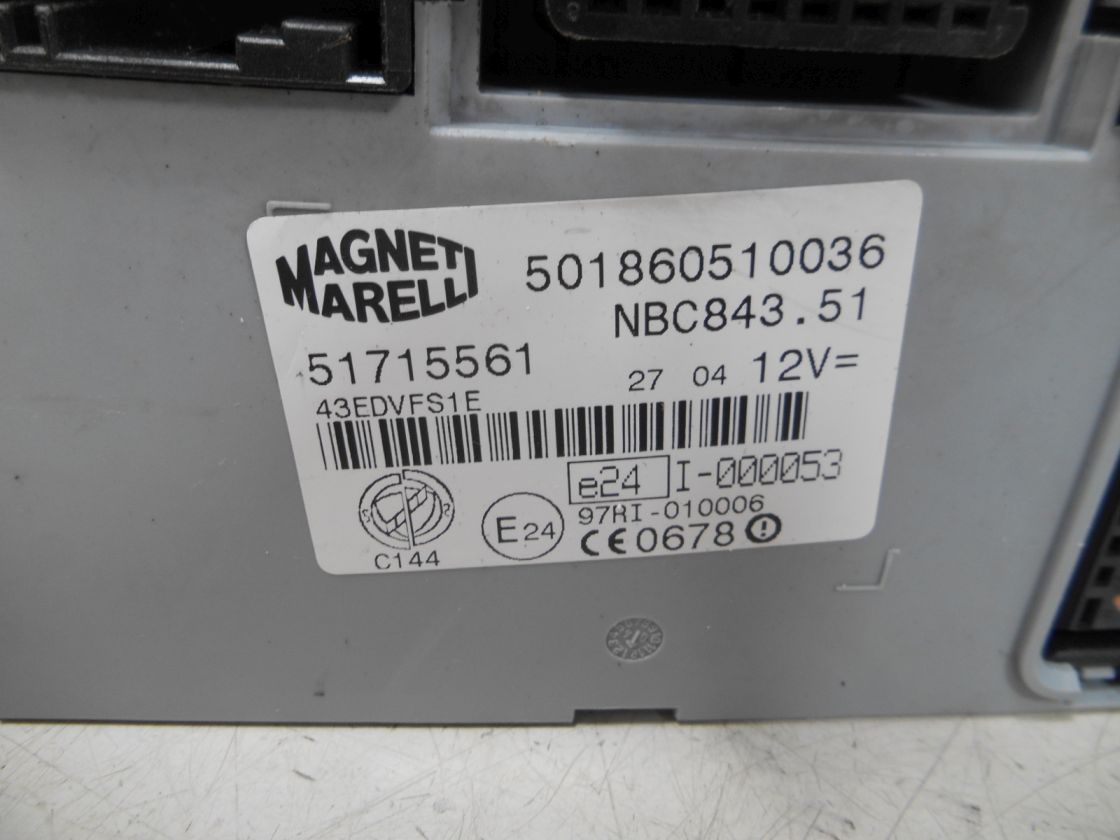 MAGNETI
MARELLI
501860510036
NBC843.51
51715561
27 04 12V=
43EDVFS1E
e24 I-000053
97RI-010006
E24
CE0678
C144